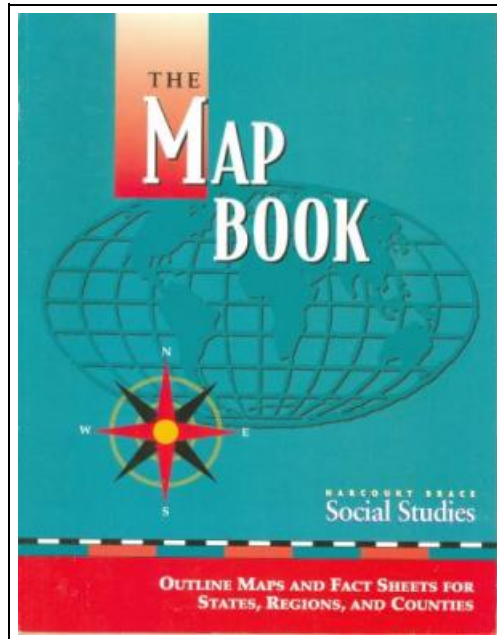 THE
MAP
BOOK
N
W E
S
HARCOURT BRACE
Social Studies
OUTLINE MAPS AND FACT SHEETS FOR
STATES, REGIONS, AND COUNTIES